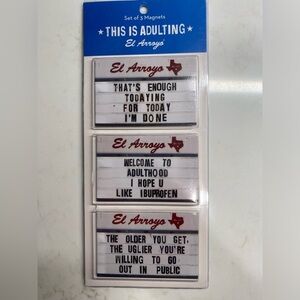 Set of 3 Magnets
★ THIS IS ADULTING ★
El Arroyo
El Arroyo
THAT'S ENOUGH
TODAYING
FOR TODAY
I'M DONE
El Arroyo
WELCOME TO
ADULTHOOD
I HOPE U
LIKE IBUPROFEN
El Arroyo
THE OLDER YOU GET,
THE UGLIER YOU'RE
WILLING TO GO
OUT IN PUBLIC